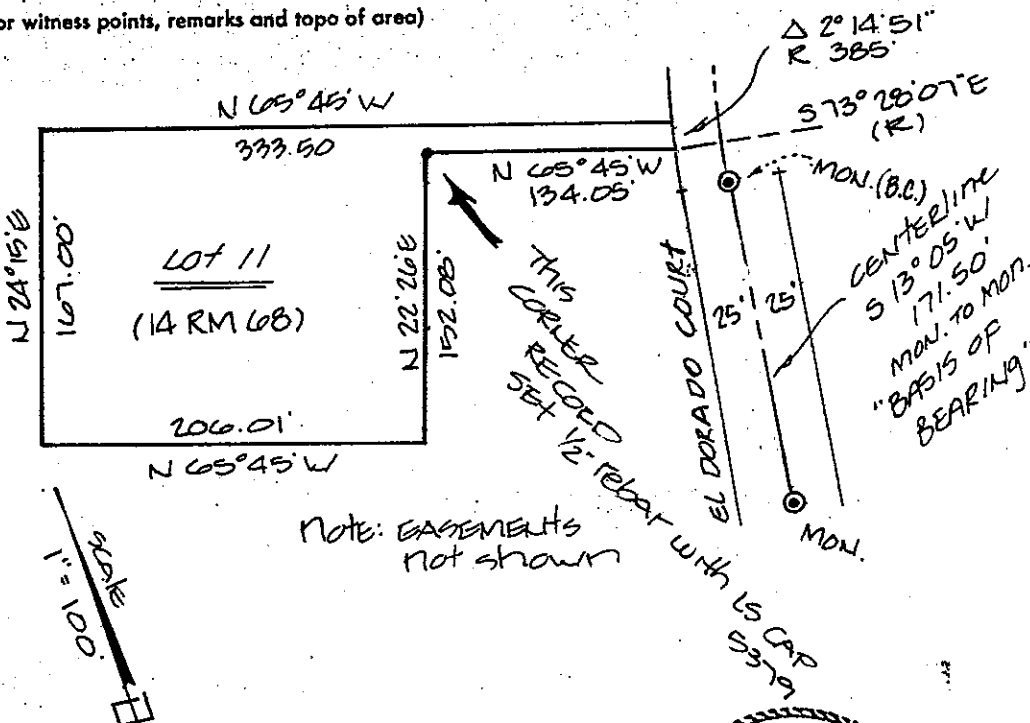 or witness points, remarks and topo of area)
Δ 2°14'51"
R 385'
S 73°28'07"E
(R)
N 65°45'W
333.50
N 65°45'W
134.05'
MON. (B.C.)
CENTERLINE
S 13°05'W
171.50'
MON. TO MON.
"BASIS OF
BEARING"
N 24°15'E
167.00'
Lot 11
(14 RM 68)
N 22°26'E
152.08'
THIS
CORNER
RECORD
SET 1/2" rebar with LS CAP
5379
EL DORADO COURT
25'
25'
206.01'
N 65°45'W
MON.
Note: EASEMENTS
not shown
scale
1" = 100'